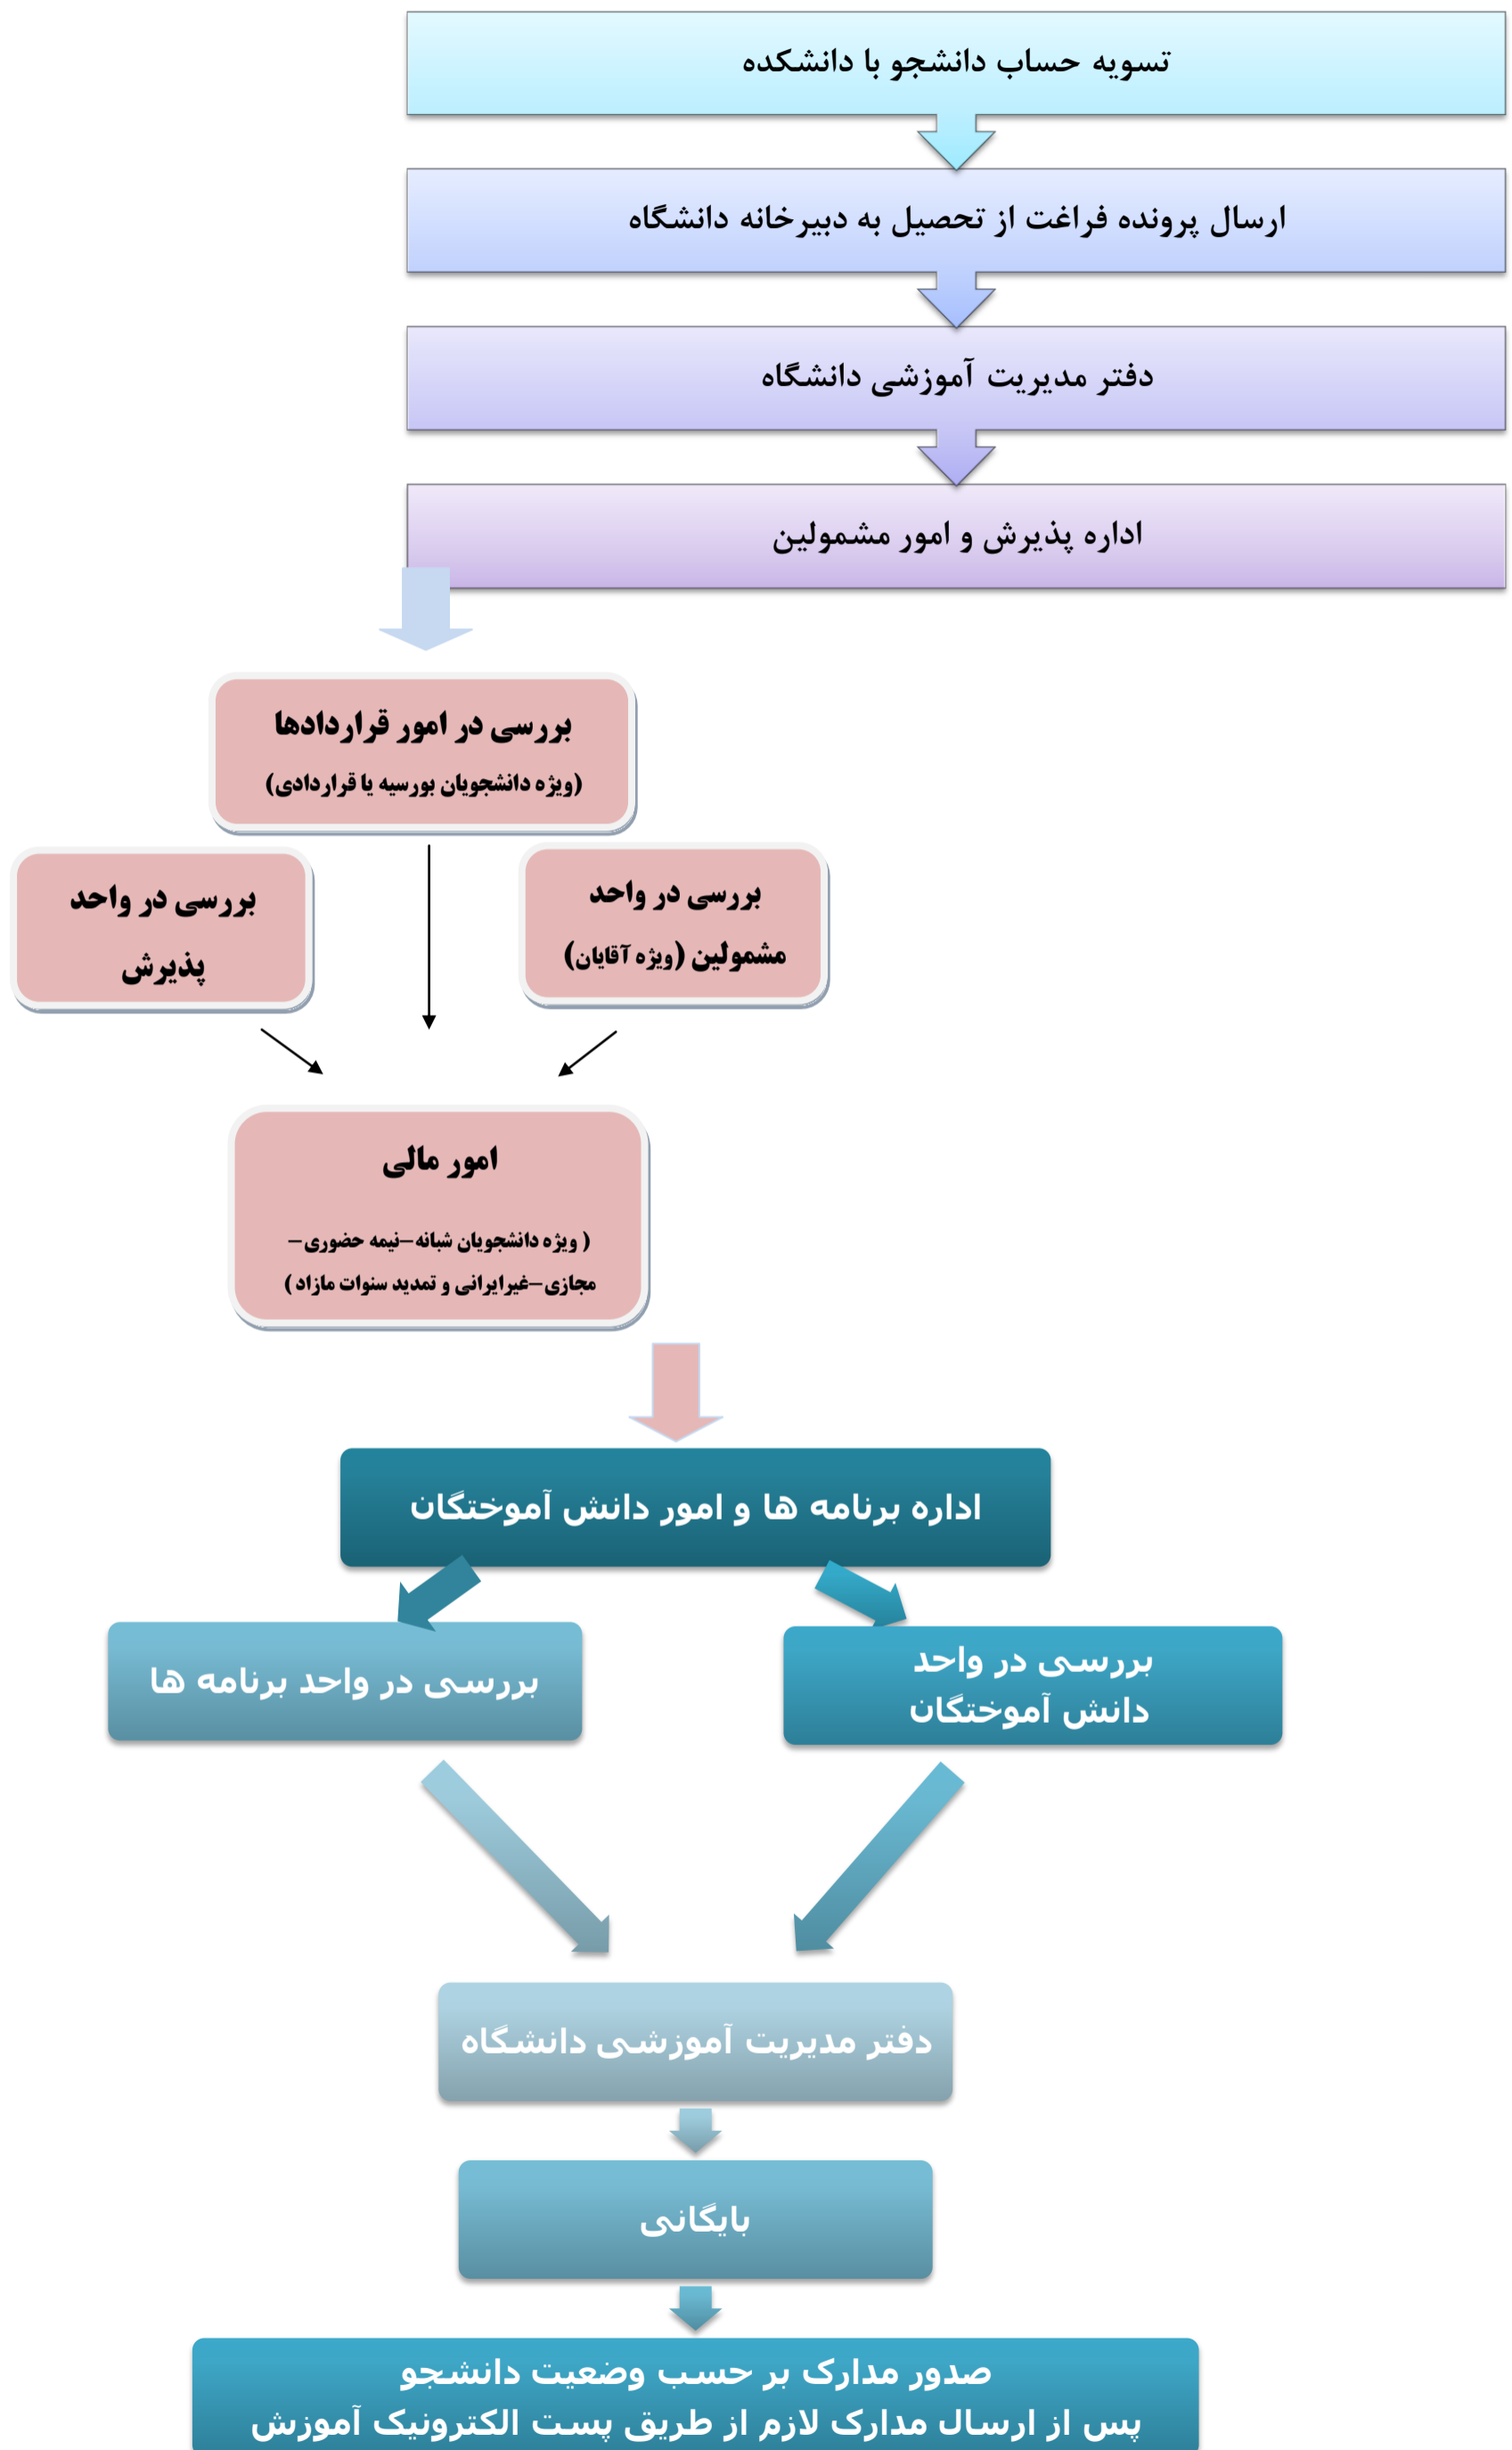 تسویه حساب دانشجو با دانشکده
ارسال پرونده فراغت از تحصیل به دبیرخانه دانشگاه
دفتر مدیریت آموزشی دانشگاه
اداره پذیرش و امور مشمولین
بررسی در امور قراردادها
(ویژه دانشجویان بورسیه یا قراردادی)
بررسی در واحد
مشمولین (ویژه آقایان)
بررسی در واحد
پذیرش
امور مالی
( ویژه دانشجویان شبانه-نیمه حضوری-
مجازی-غیرایرانی و تمدید سنوات مازاد )
اداره برنامه ها و امور دانش آموختگان
بررسی در واحد
دانش آموختگان
بررسی در واحد برنامه ها
دفتر مدیریت آموزشی دانشگاه
بایگانی
صدور مدارک بر حسب وضعیت دانشجو
پس از ارسال مدارک لازم از طریق پست الکترونیک آموزش